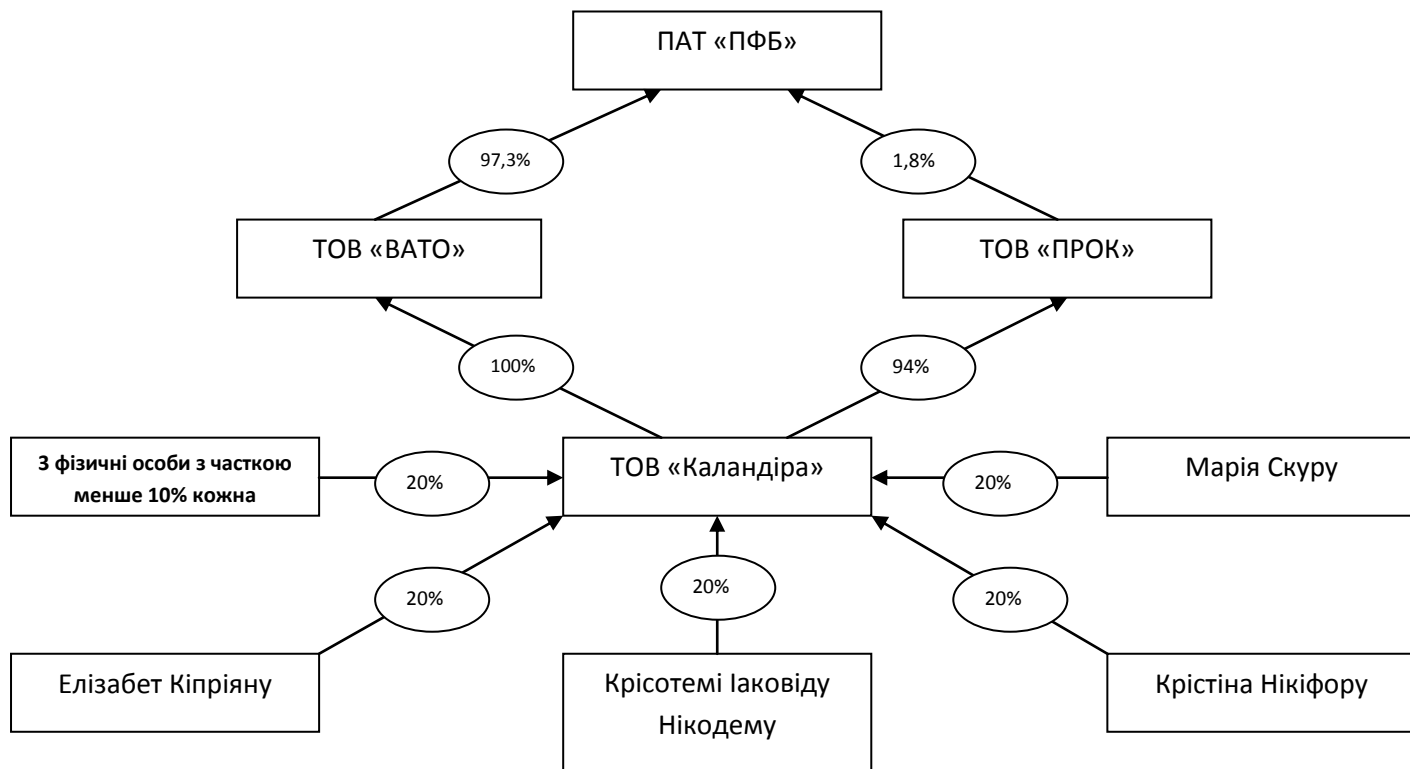 ПАТ «ПФБ»
97,3%
1,8%
ТОВ «ВАТО»
ТОВ «ПРОК»
100%
94%
3 фізичні особи з часткою
менше 10% кожна
20%
ТОВ «Каландіра»
20%
Марія Скуру
20%
20%
20%
Елізабет Кіпріяну
Крісотемі Іаковіду
Нікодему
Крістіна Нікіфору